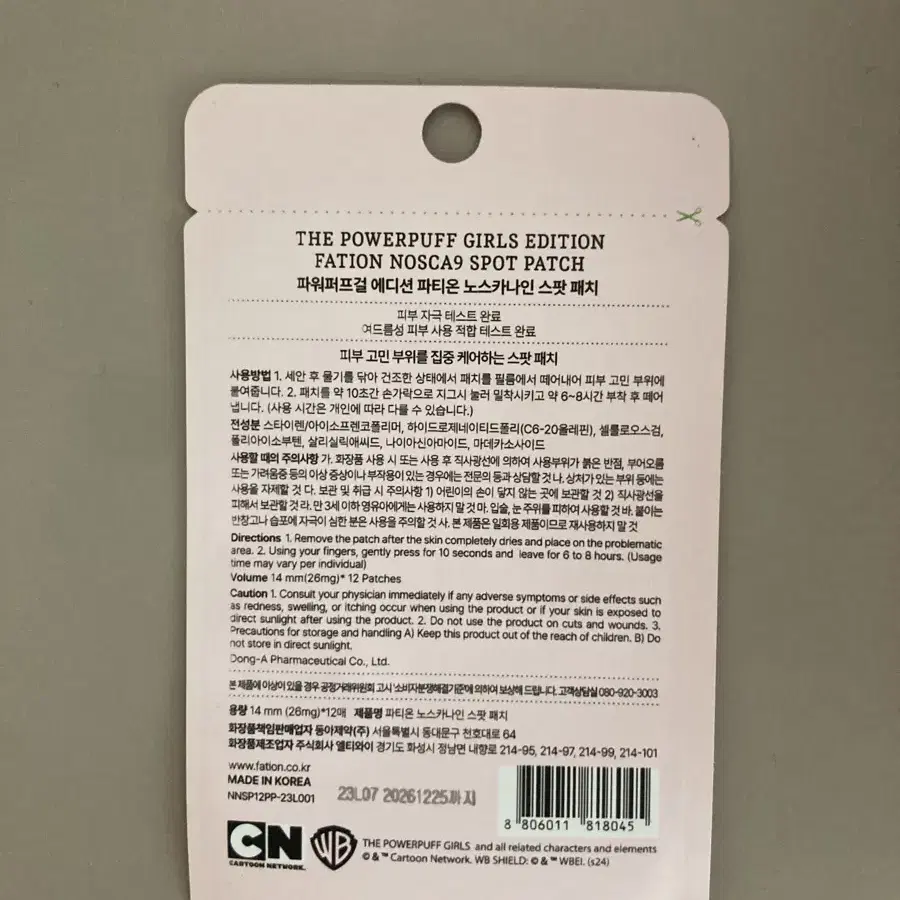 THE POWERPUFF GIRLS EDITION
FATION NOSCA9 SPOT PATCH
파워퍼프걸 에디션 파티온 노스카나인 스팟 패치
피부 자극 테스트 완료
여드름성 피부 사용 적합 테스트 완료
피부 고민 부위를 집중 케어하는 스팟 패치
사용방법 1. 세안 후 물기를 닦아 건조한 상태에서 패치를 필름에서 떼어내어 피부 고민 부위에
붙여줍니다. 2. 패치를 약 10초간 손가락으로 지그시 눌러 밀착시키고 약 6~8시간 부착 후 떼어
냅니다. (사용 시간은 개인에 따라 다를 수 있습니다.)
전성분 스타이렌/아이소프렌코폴리머, 하이드로제네이티드폴리(C6-20올레핀), 셀룰로오스검,
폴리아이소부텐, 살리실릭애씨드, 나이아신아마이드, 마데카소사이드
사용할 때의 주의사항 가. 화장품 사용 시 또는 사용 후 직사광선에 의하여 사용부위가 붉은 반점, 부어오름
또는 가려움증 등의 이상 증상이나 부작용이 있는 경우에는 전문의 등과 상담할 것 나. 상처가 있는 부위 등에는
사용을 자제할 것 다. 보관 및 취급 시 주의사항 1) 어린이의 손이 닿지 않는 곳에 보관할 것 2) 직사광선을
피해서 보관할 것 라. 만 3세 이하 영유아에게는 사용하지 말 것 마. 입술, 눈 주위를 피하여 사용할 것 바. 붙이는
반창고나 습포에 자극이 심한 분은 사용을 주의할 것 사. 본 제품은 일회용 제품이므로 재사용하지 말 것
Directions 1. Remove the patch after the skin completely dries and place on the problematic
area. 2. Using your fingers, gently press for 10 seconds and leave for 6 to 8 hours. (Usage
time may vary per individual)
Volume 14 mm(26mg)* 12 Patches
Caution 1. Consult your physician immediately if any adverse symptoms or side effects such
as redness, swelling, or itching occur when using the product or if your skin is exposed to
direct sunlight after using the product. 2. Do not use the product on cuts and wounds. 3.
Precautions for storage and handling A) Keep this product out of the reach of children. B) Do
not store in direct sunlight.
Dong-A Pharmaceutical Co., Ltd.
본 제품에 이상이 있을 경우 공정거래위원회 고시 '소비자분쟁해결기준'에 의하여 보상해 드립니다. 고객상담실 080-920-3003
용량 14 mm (26mg)*12매 제품명 파티온 노스카나인 스팟 패치
화장품책임판매업자 동아제약(주) 서울특별시 동대문구 천호대로 64
화장품제조업자 주식회사 엘티와이 경기도 화성시 정남면 내향로 214-95, 214-97, 214-99, 214-101
www.fation.co.kr
MADE IN KOREA
NNSP12PP-23L001
23L07 20261225까지
8 806011 818045
CN
CARTOON NETWORK.
WB
THE POWERPUFF GIRLS and all related characters and elements
© & ™ Cartoon Network. WB SHIELD: © & ™ WBEI. (s24)